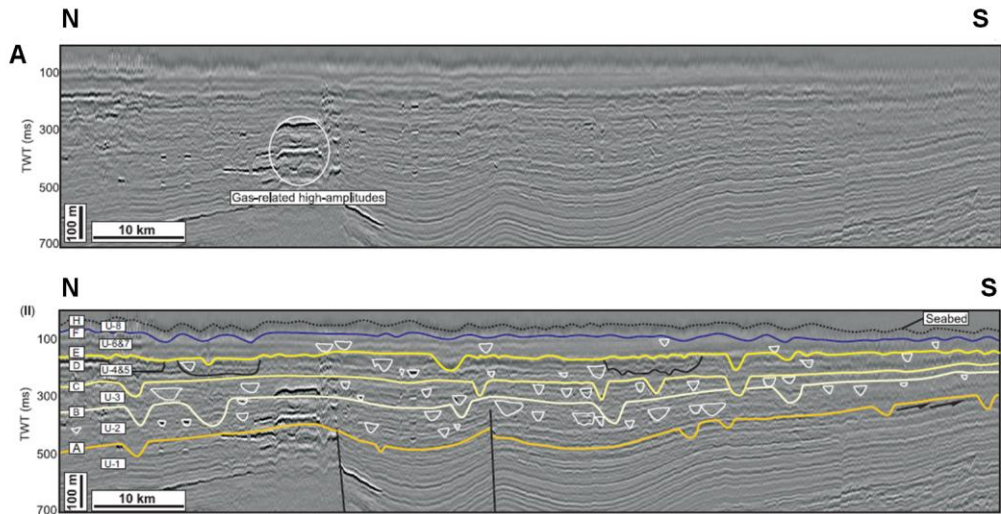 N S
A
100
300
500
700
TWT (ms)
Gas-related high-amplitudes
100 m
10 km
N S
(II)
H
F
E
D
C
B
A
U-8
U-6&7
U-4&5
U-3
U-2
U-1
Seabed
100
300
500
700
TWT (ms)
100 m
10 km